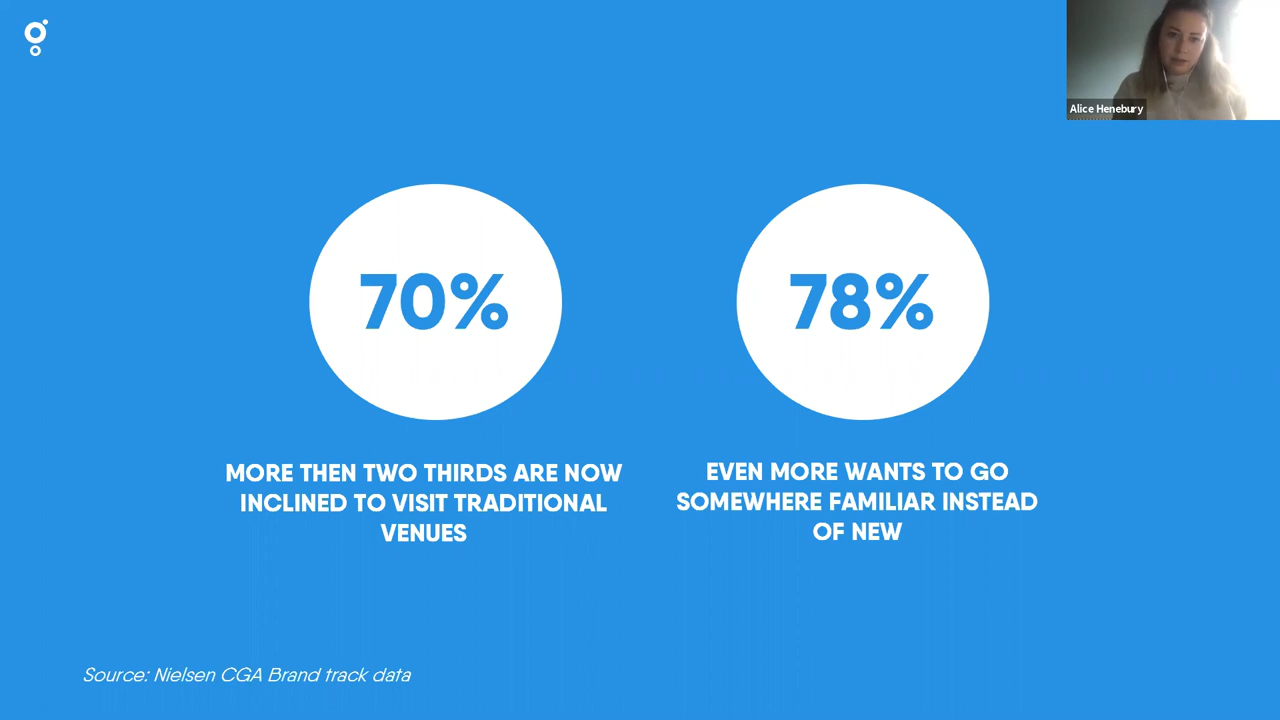 Alice Henebury
70%
78%
MORE THEN TWO THIRDS ARE NOW
INCLINED TO VISIT TRADITIONAL
VENUES
EVEN MORE WANTS TO GO
SOMEWHERE FAMILIAR INSTEAD
OF NEW
Source: Nielsen CGA Brand track data